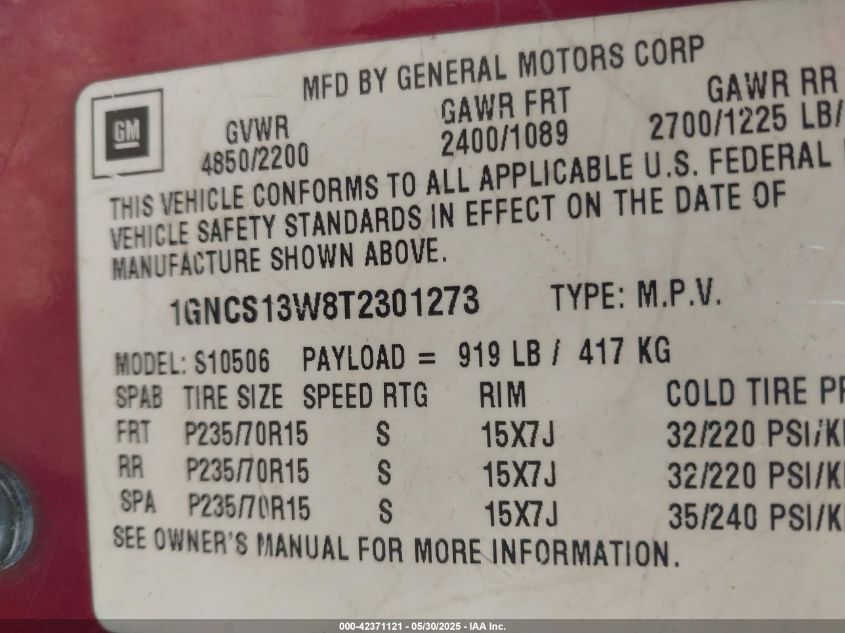 MFD BY GENERAL MOTORS CORP
GM
GVWR GAWR FRT GAWR RR
4850/2200 2400/1089 2700/1225 LB/
THIS VEHICLE CONFORMS TO ALL APPLICABLE U.S. FEDERAL
VEHICLE SAFETY STANDARDS IN EFFECT ON THE DATE OF
MANUFACTURE SHOWN ABOVE.
1GNCS13W8T2301273 TYPE: M.P.V.
MODEL: S10506 PAYLOAD = 919 LB / 417 KG
SPAB TIRE SIZE SPEED RTG RIM COLD TIRE PR
FRT P235/70R15 S 15X7J 32/220 PSI/K
RR P235/70R15 S 15X7J 32/220 PSI/K
SPA P235/70R15 S 15X7J 35/240 PSI/K
SEE OWNER'S MANUAL FOR MORE INFORMATION.
000-42371121 - 05/30/2025 - IAA Inc.